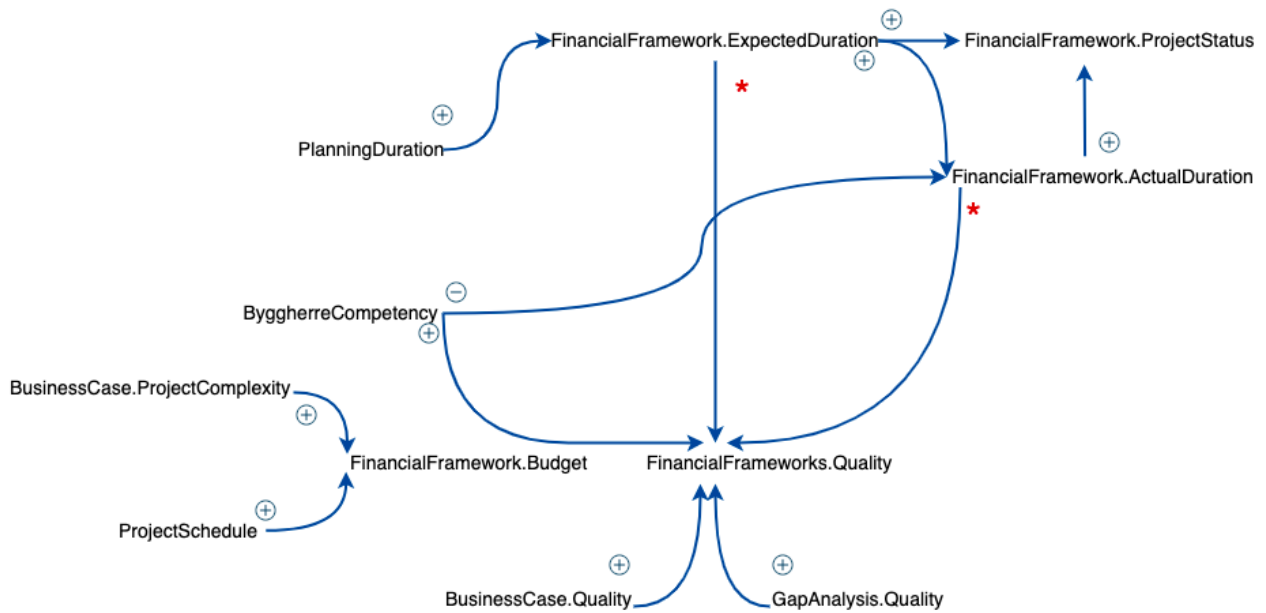 FinancialFramework.ExpectedDuration
FinancialFramework.ProjectStatus
PlanningDuration
FinancialFramework.ActualDuration
ByggherreCompetency
BusinessCase.ProjectComplexity
FinancialFramework.Budget
FinancialFrameworks.Quality
ProjectSchedule
BusinessCase.Quality
GapAnalysis.Quality